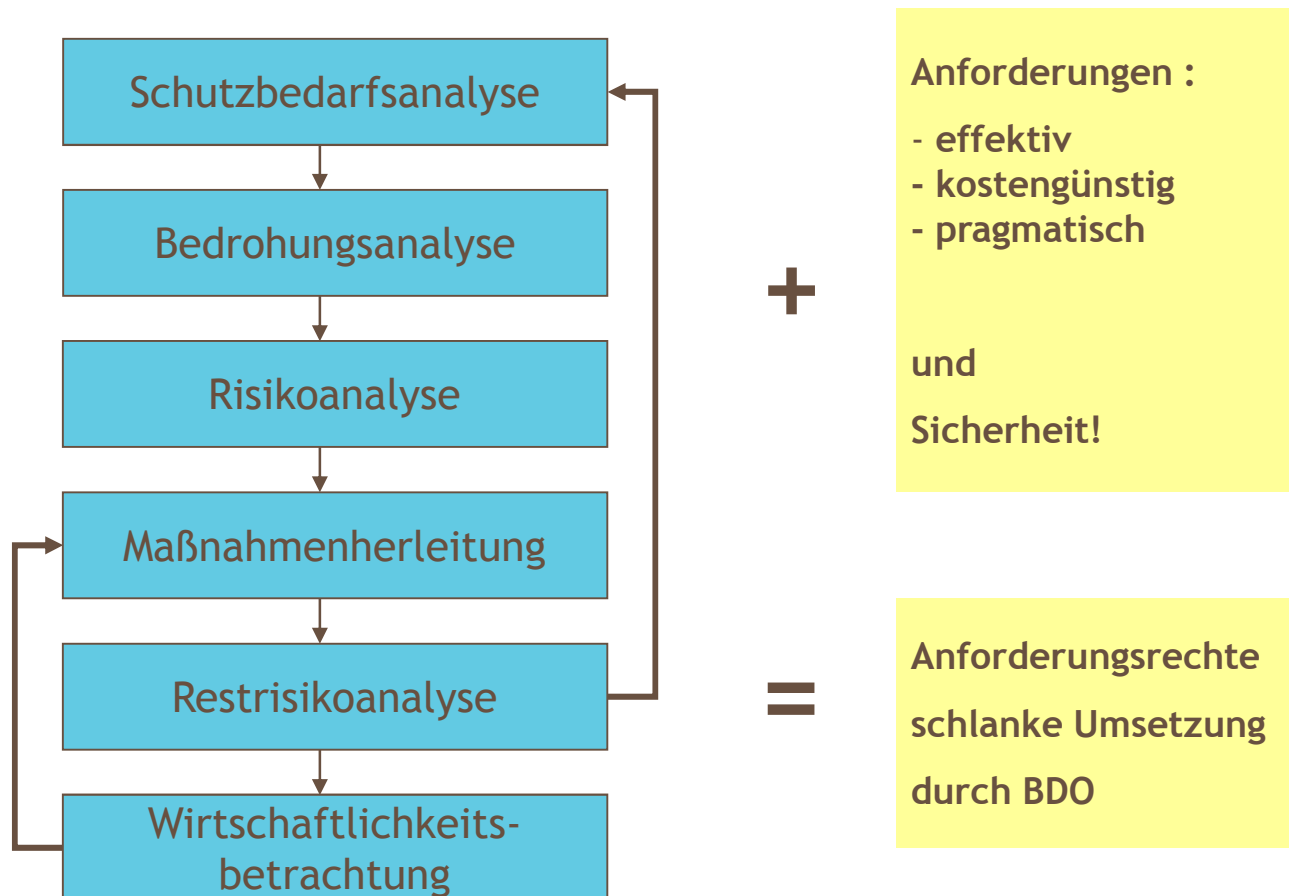 Schutzbedarfsanalyse
Bedrohungsanalyse
Risikoanalyse
Maßnahmenherleitung
Restrisikoanalyse
Wirtschaftlichkeits-
betrachtung
+
=
Anforderungen :
- effektiv
- kostengünstig
- pragmatisch
und
Sicherheit!
Anforderungsrechte
schlanke Umsetzung
durch BDO